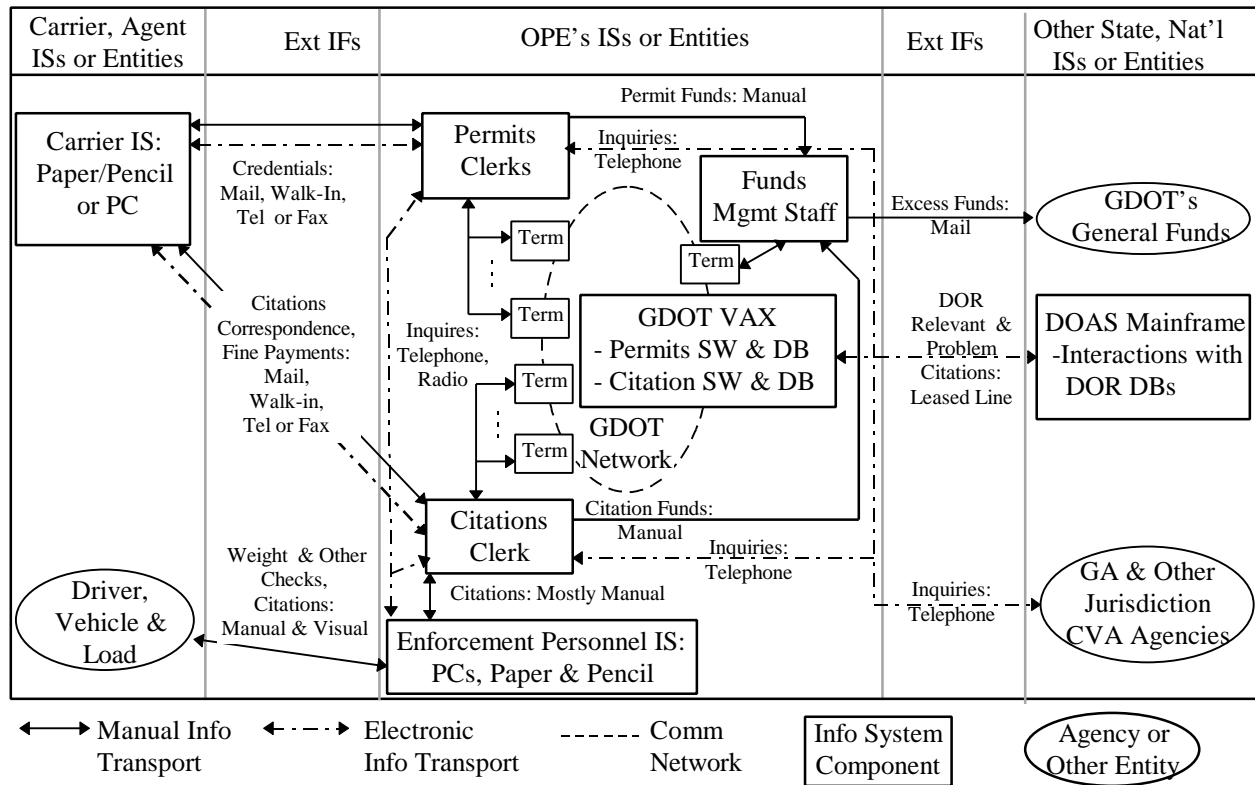 Carrier, Agent
ISs or Entities
Ext IFs
OPE's ISs or Entities
Ext IFs
Other State, Nat'l
ISs or Entities
Permit Funds: Manual
Carrier IS:
Paper/Pencil
or PC
Credentials:
Mail, Walk-In,
Tel or Fax
Permits
Clerks
Inquiries:
Telephone
Funds
Mgmt Staff
Excess Funds:
Mail
GDOT's
General Funds
Term
Term
Term
Citations
Correspondence,
Fine Payments:
Mail,
Walk-in,
Tel or Fax
Inquires:
Telephone,
Radio
GDOT VAX
- Permits SW & DB
- Citation SW & DB
DOR
Relevant & 
Problem
Citations:
Leased Line
DOAS Mainframe
-Interactions with
DOR DBs
Term
Term
GDOT
Network
Citations
Clerk
Citation Funds:
Manual
Inquiries:
Telephone
Weight & Other
Checks,
Citations:
Manual & Visual
Driver,
Vehicle &
Load
Citations: Mostly Manual
Enforcement Personnel IS:
PCs, Paper & Pencil
Inquiries:
Telephone
GA & Other
Jurisdiction
CVA Agencies
Manual Info
Transport
Electronic
Info Transport
Comm
Network
Info System
Component
Agency or
Other Entity